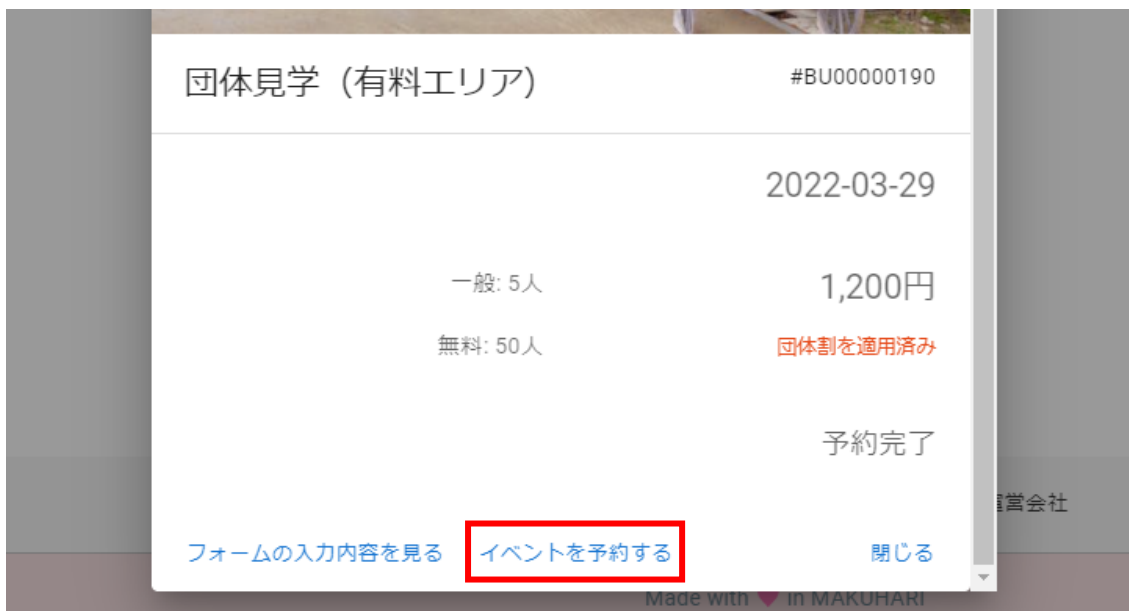 団体見学（有料エリア）
#BU00000190
2022-03-29
一般: 5人
1,200円
無料: 50人
団体割を適用済み
予約完了
営会社
フォームの入力内容を見る
イベントを予約する
閉じる
Made with ♥ in MAKUHARI